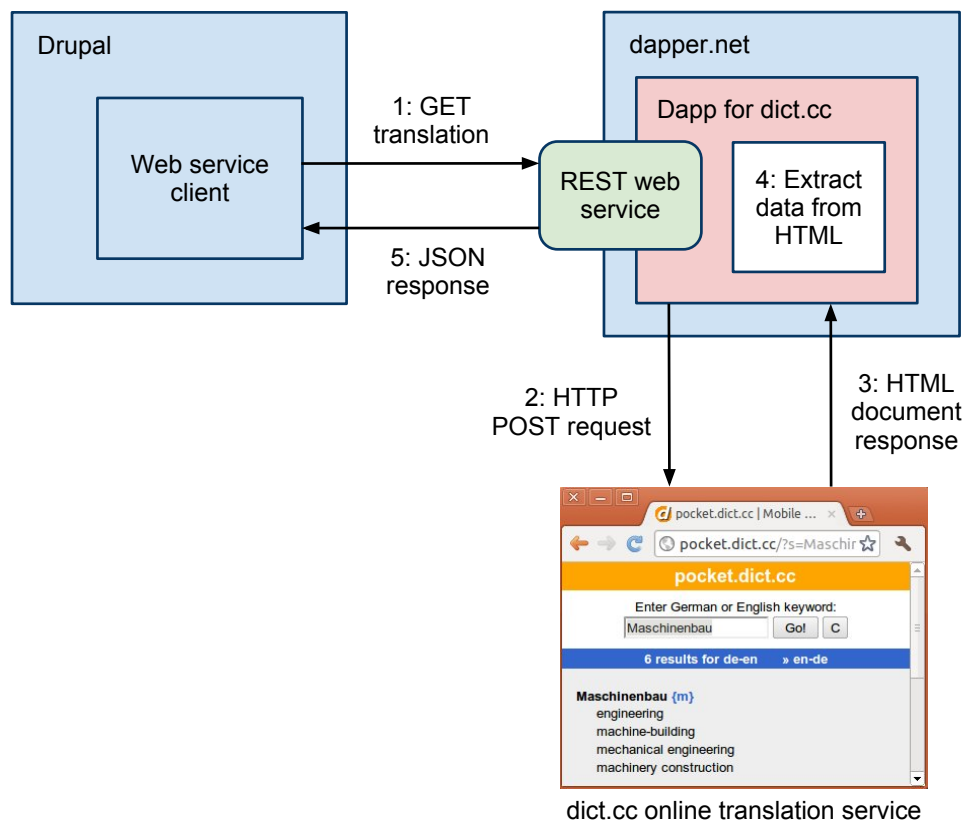 Drupal
Web service
client
1: GET
translation
5: JSON
response
dapper.net
Dapp for dict.cc
REST web
service
4: Extract
data from
HTML
2: HTTP
POST request
3: HTML
document
response
pocket.dict.cc | Mobile ...
pocket.dict.cc/?s=Maschir
pocket.dict.cc
Enter German or English keyword:
Maschinenbau Go! C
6 results for de-en » en-de
Maschinenbau {m}
engineering
machine-building
mechanical engineering
machinery construction
dict.cc online translation service